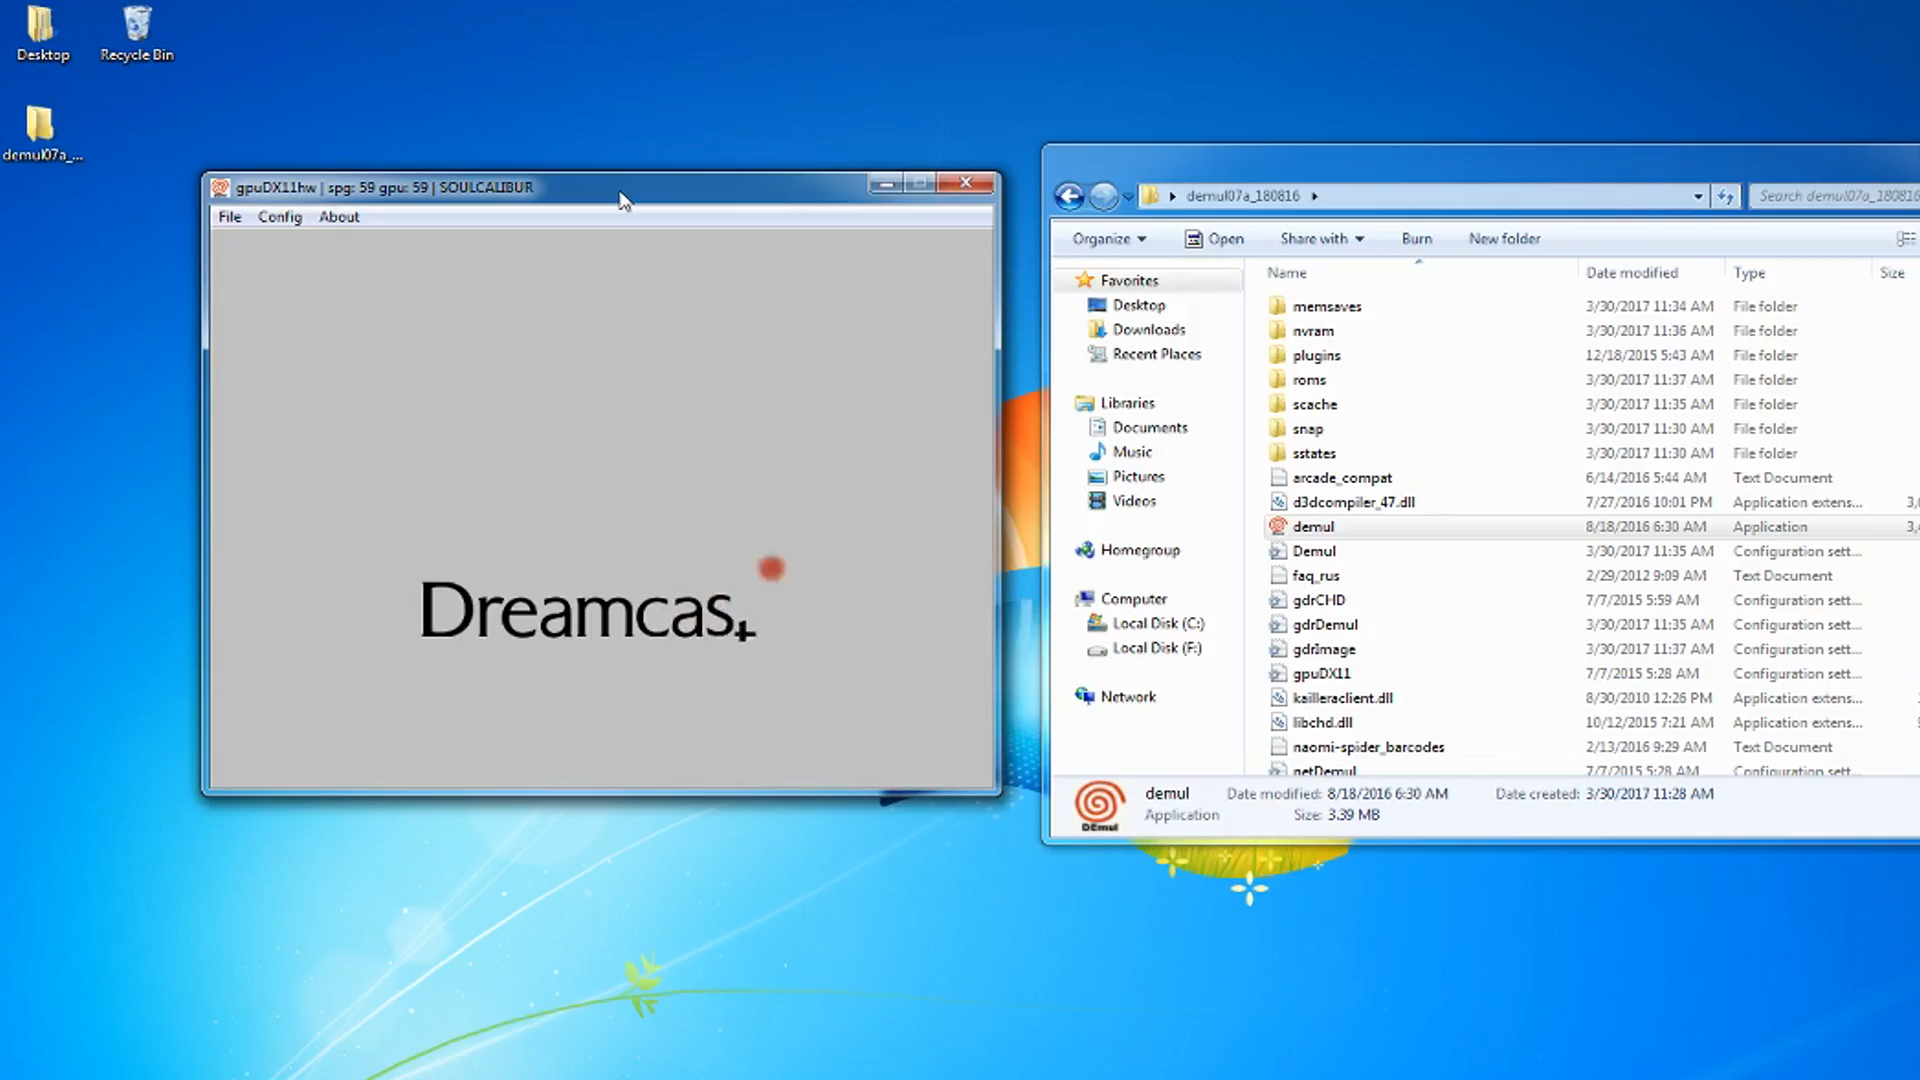 Desktop
Recycle Bin
demul07a_...
gpuDX11hw | spg: 59 gpu: 59 | SOULCALIBUR
File Config About
Dreamcast
demul07a_180816
Search demul07a_180816
Organize Open Share with Burn New folder
Favorites
Desktop
Downloads
Recent Places
Libraries
Documents
Music
Pictures
Videos
Homegroup
Computer
Local Disk (C:)
Local Disk (F:)
Network
Name Date modified Type Size
memsaves 3/30/2017 11:34 AM File folder
nvram 3/30/2017 11:36 AM File folder
plugins 12/18/2015 5:43 AM File folder
roms 3/30/2017 11:37 AM File folder
scache 3/30/2017 11:35 AM File folder
snap 3/30/2017 11:30 AM File folder
sstates 3/30/2017 11:30 AM File folder
arcade_compat 6/14/2016 5:44 AM Text Document
d3dcompiler_47.dll 7/27/2016 10:01 PM Application extens... 3,
demul 8/18/2016 6:30 AM Application 3,
Demul 3/30/2017 11:35 AM Configuration sett...
faq_rus 2/29/2012 9:09 AM Text Document
gdrCHD 7/7/2015 5:59 AM Configuration sett...
gdrDemul 3/30/2017 11:35 AM Configuration sett...
gdrImage 3/30/2017 11:37 AM Configuration sett...
gpuDX11 7/7/2015 5:28 AM Configuration sett...
kailleraclient.dll 8/30/2010 12:26 PM Application extens...
libchd.dll 10/12/2015 7:21 AM Application extens...
naomi-spider_barcodes 2/13/2016 9:29 AM Text Document
netDemul 7/7/2015 5:28 AM Configuration sett...
DEmul
demul Date modified: 8/18/2016 6:30 AM Date created: 3/30/2017 11:28 AM
Application Size: 3.39 MB